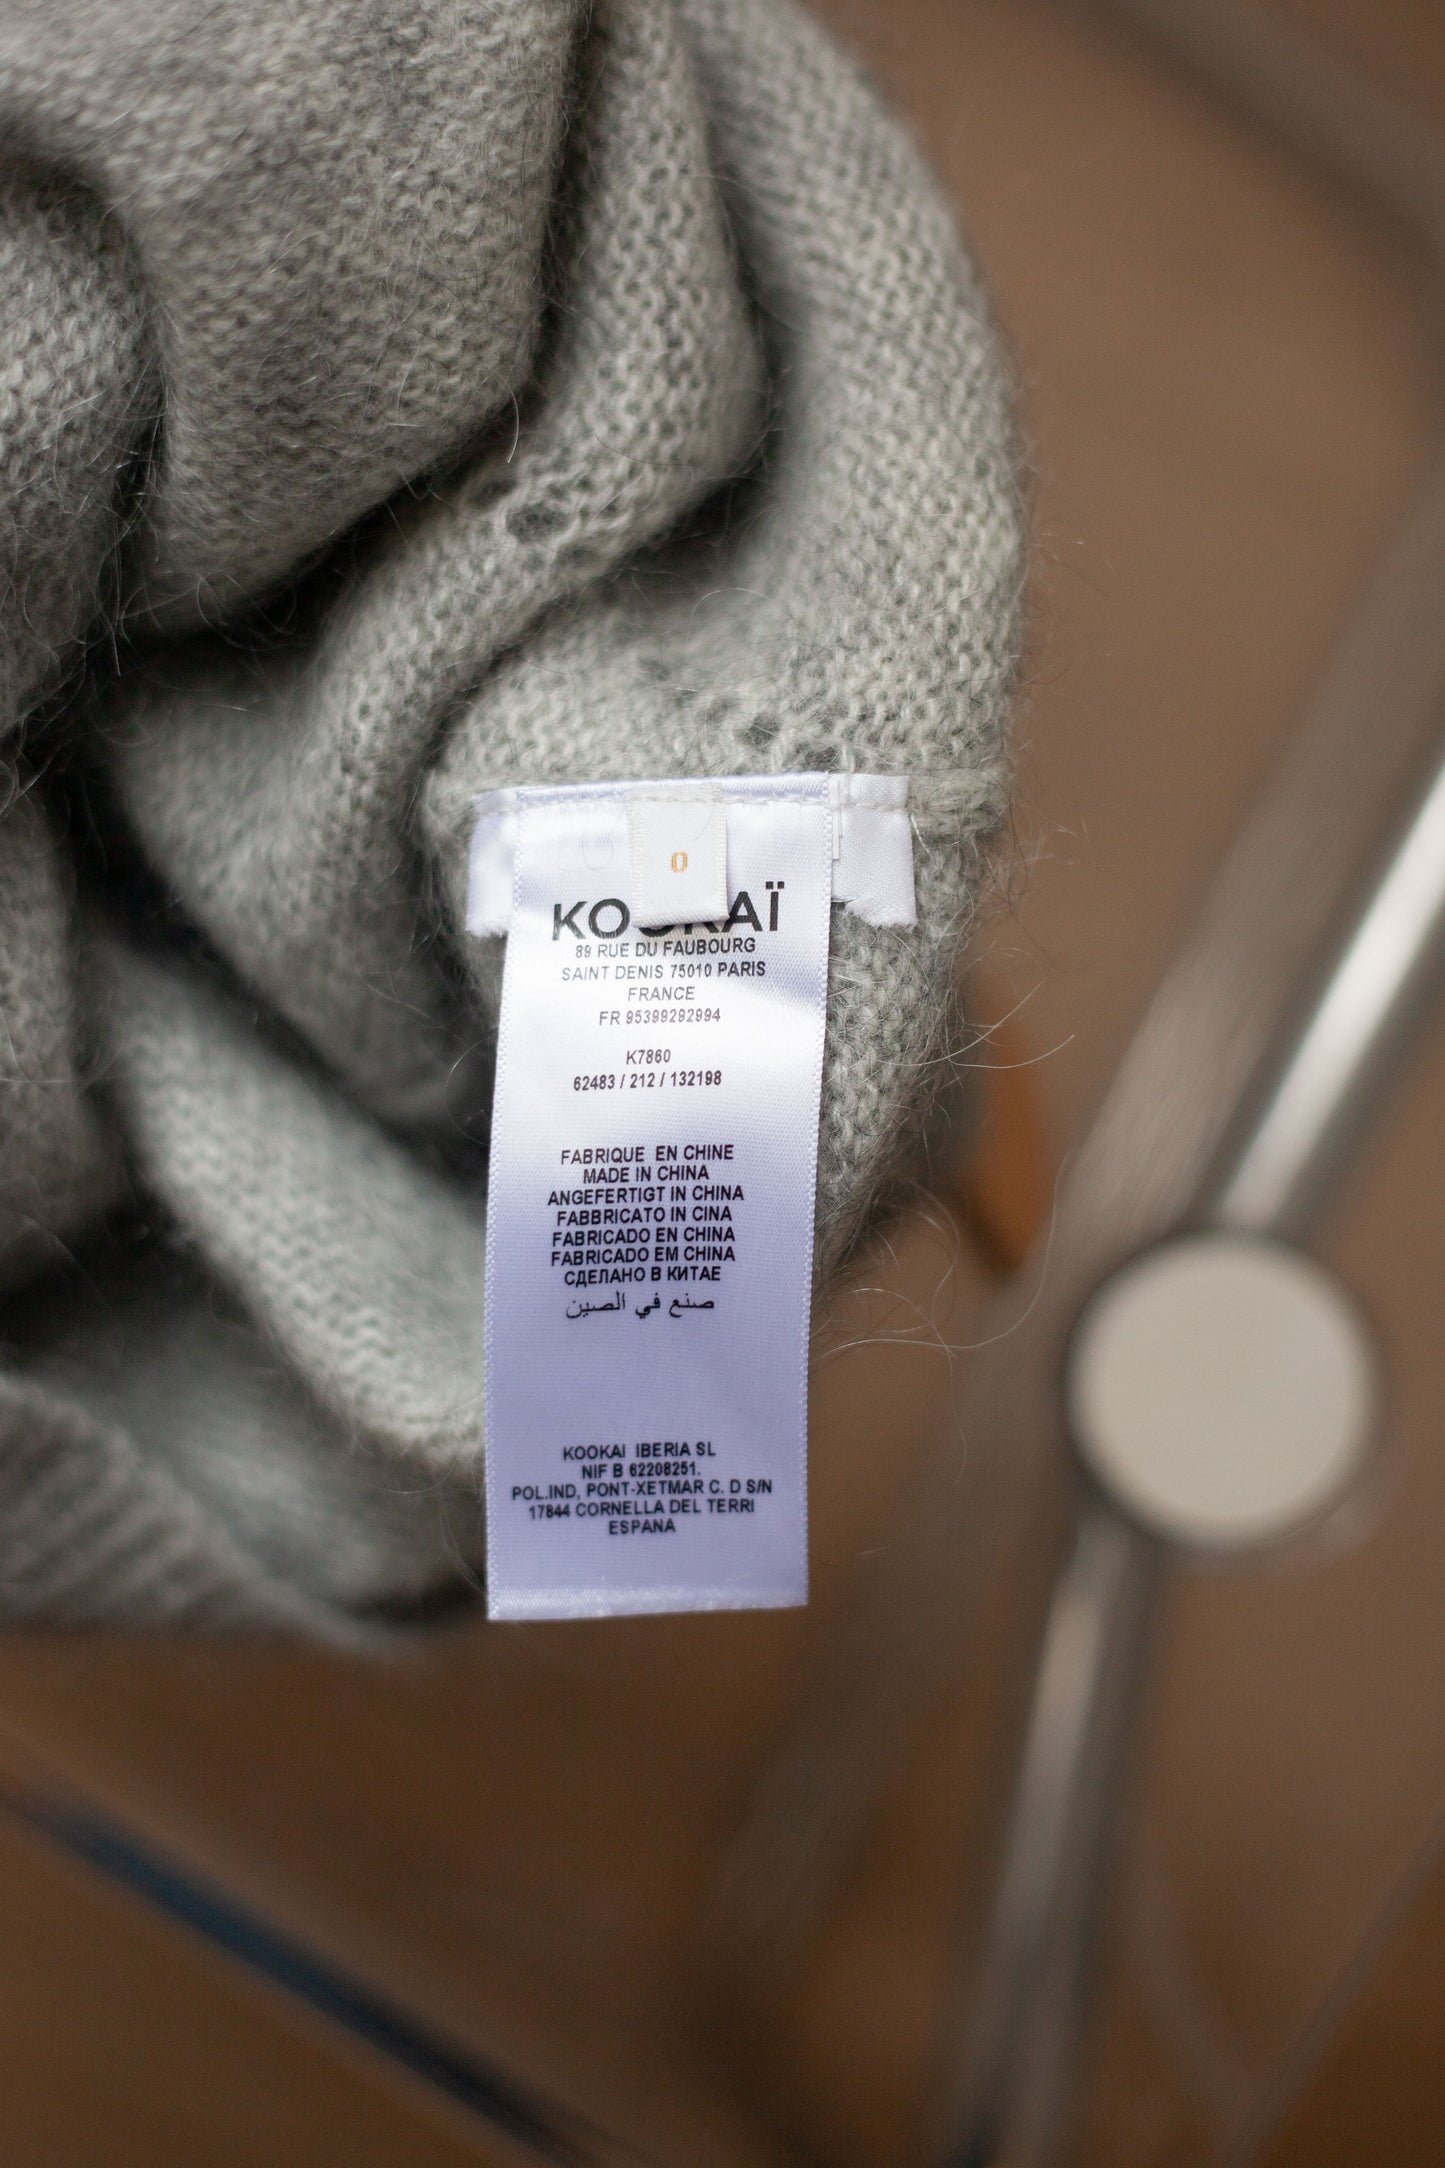 0
KOOKAÏ
89 RUE DU FAUBOURG
SAINT DENIS 75010 PARIS
FRANCE
FR 95399292994
K7860
62483 / 212 / 132198
FABRIQUE EN CHINE
MADE IN CHINA
ANGEFERTIGT IN CHINA
FABBRICATO IN CINA
FABRICADO EN CHINA
FABRICADO EM CHINA
СДЕЛАНО В КИТАЕ
صنع في الصين
KOOKAI IBERIA SL
NIF B 62208251.
POL.IND, PONT-XETMAR C. D S/N
17844 CORNELLA DEL TERRI
ESPANA